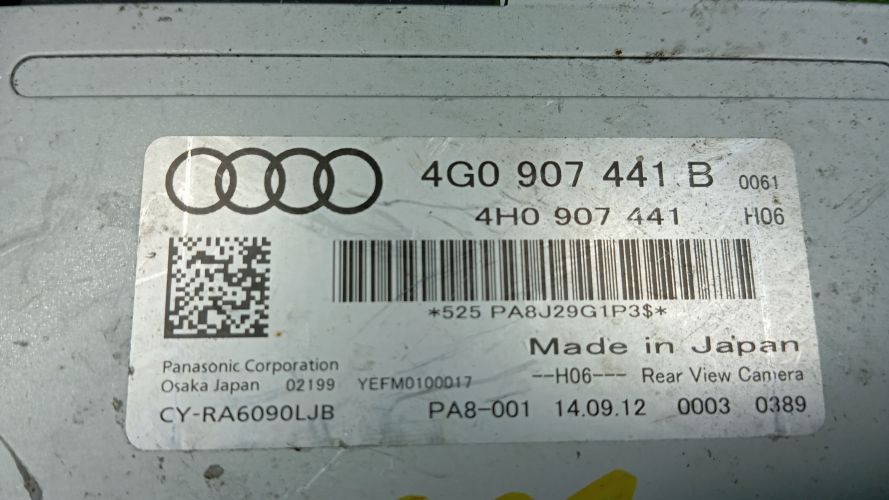 4G0 907 441 B 0061
4H0 907 441 H06
*525 PA8J29G1P3$*
Made in Japan
Panasonic Corporation
Osaka Japan 02199 YEFM0100017 --H06--- Rear View Camera
CY-RA6090LJB PA8-001 14.09.12 0003 0389